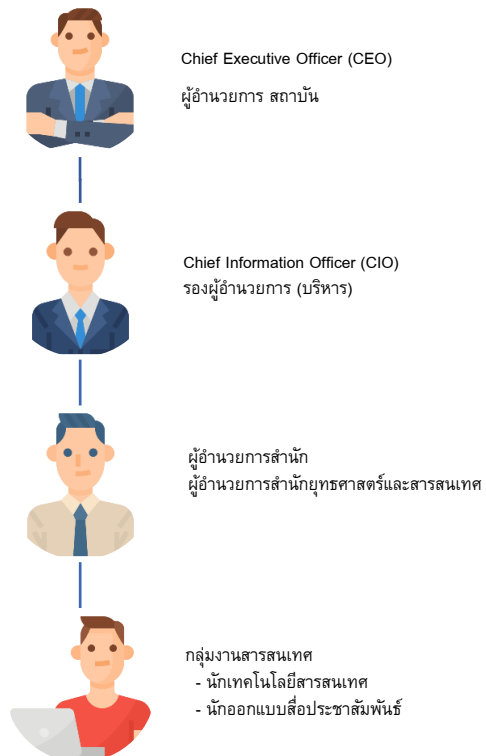 Chief Executive Officer (CEO)
ผู้อำนวยการ สถาบัน
Chief Information Officer (CIO)
รองผู้อำนวยการ (บริหาร)
ผู้อำนวยการสำนัก
ผู้อำนวยการสำนักยุทธศาสตร์และสารสนเทศ
กลุ่มงานสารสนเทศ
- นักเทคโนโลยีสารสนเทศ
- นักออกแบบสื่อประชาสัมพันธ์